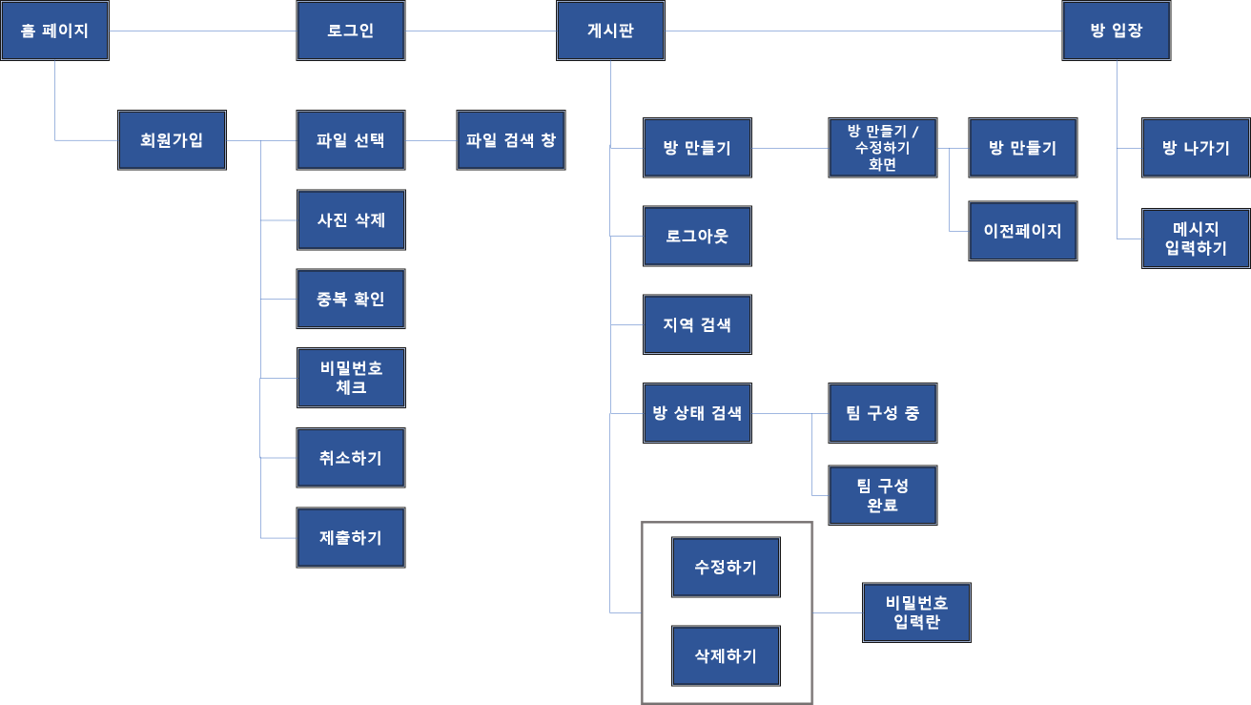 홈 페이지
로그인
게시판
방 입장
회원가입
파일 선택
파일 검색 창
방 만들기
방 만들기 /
수정하기
화면
방 만들기
방 나가기
사진 삭제
로그아웃
이전페이지
메시지
입력하기
중복 확인
지역 검색
비밀번호
체크
방 상태 검색
팀 구성 중
취소하기
팀 구성
완료
제출하기
수정하기
비밀번호
입력란
삭제하기